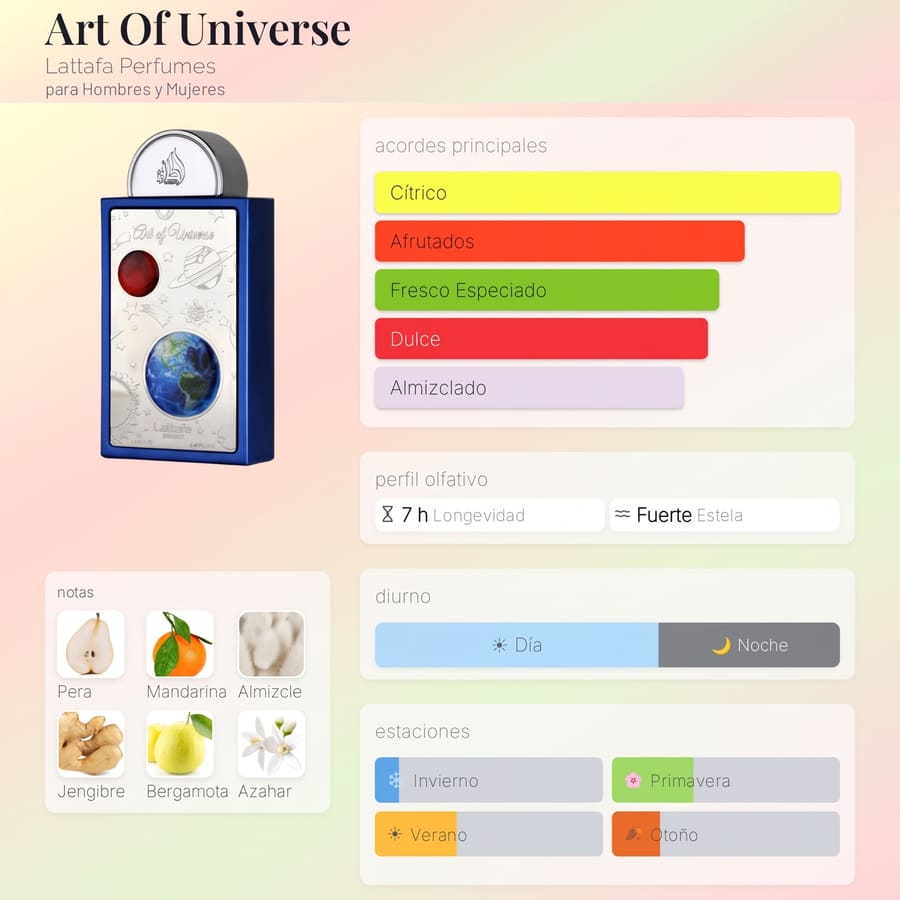 Art Of Universe
Lattafa Perfumes
para Hombres y Mujeres
Art of Universe
Lattafa
acordes principales
Cítrico
Afrutados
Fresco Especiado
Dulce
Almizclado
perfil olfativo
7 h Longevidad
Fuerte Estela
notas
Pera
Mandarina
Almizcle
Jengibre
Bergamota
Azahar
diurno
Día
Noche
estaciones
Invierno
Primavera
Verano
Otoño